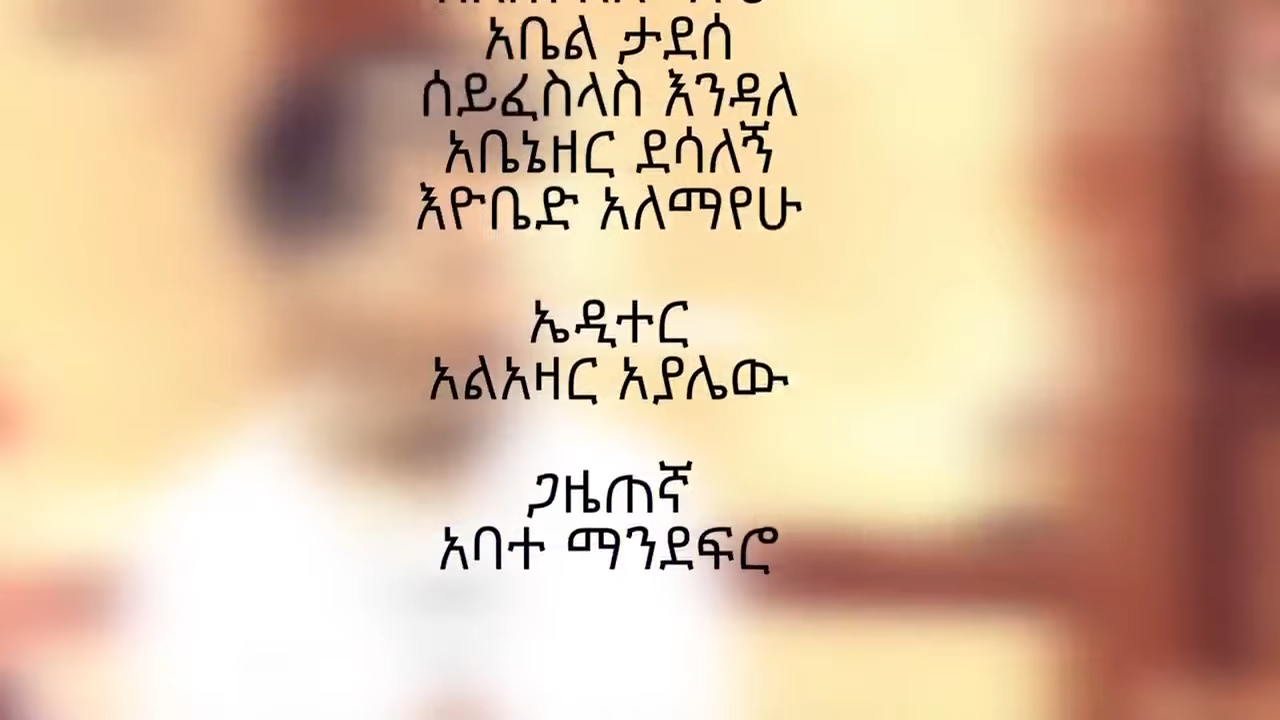 አቤል ታደሰ
ሰይፈስላስ እንዳለ
አቤኔዘር ደሳለኝ
እዮቤድ አለማየሁ
ኤዲተር
አልአዛር አያሌው
ጋዜጠኛ
አባተ ማንደፍሮ